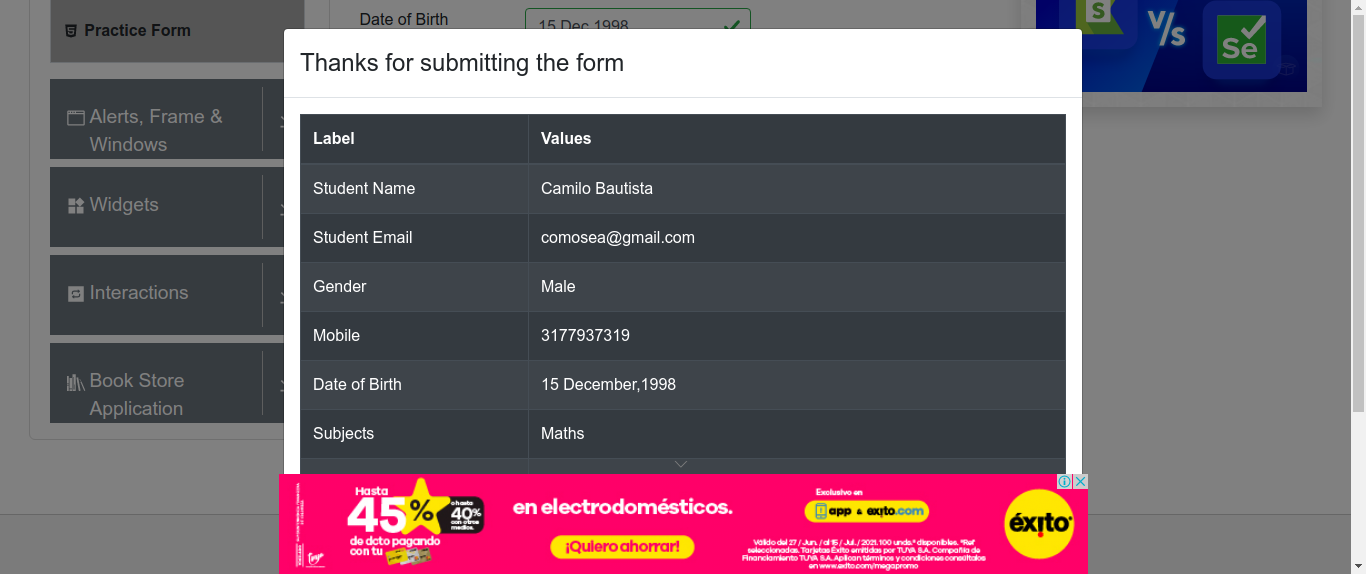 Practice Form
Alerts, Frame &
Windows
Widgets
Interactions
Book Store
Application
Date of Birth
15 Dec 1998
S
V/s
Se
Thanks for submitting the form
Label Values
Student Name Camilo Bautista
Student Email comosea@gmail.com
Gender Male
Mobile 3177937319
Date of Birth 15 December,1998
Subjects Maths
Hasta
45%
o hasta
40%
con otros
medios.
de dcto pagando
con tu
en electrodomésticos.
¡Quiero ahorrar!
Exclusivo en
app & exito.com
Válido del 27 / Jun. / al 15 / Jul. / 2021. 100 unds.* disponibles. *Ref
seleccionadas. Tarjetas Éxito emitidas por TUYA S.A. Compañía de
Financiamiento TUYA S.A. Aplican términos y condiciones consúltalos
en www.exito.com/megapromo
éxito
Tuya